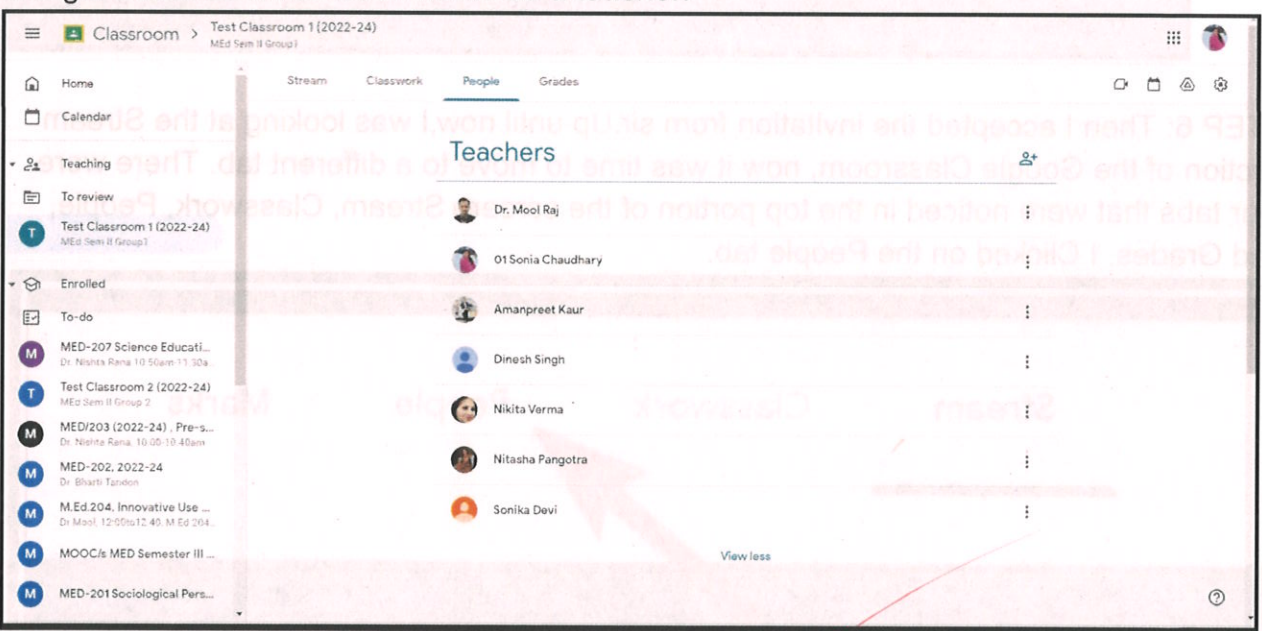 Classroom > Test Classroom 1 (2022-24)
MEd Sem II Group1
Home
Calendar
Teaching
To review
T Test Classroom 1 (2022-24)
MEd Sem II Group1
Enrolled
To-do
M MED-207 Science Educati...
Dr. Nishta Rana 10:50am-11:30a..
T Test Classroom 2 (2022-24)
MEd Sem II Group 2
M MED/203 (2022-24) , Pre-s...
Dr. Nishta Rana, 10:00-10:40am
M MED-202, 2022-24
Dr. Bharti Tandon
M M.Ed.204, Innovative Use ...
Dr Mool, 12:00to12:40, M Ed 204..
M MOOC/s MED Semester III ...
M MED-201 Sociological Pers...
Stream Classwork People Grades
Teachers
Dr. Mool Raj
01 Sonia Chaudhary
Amanpreet Kaur
Dinesh Singh
Nikita Verma
Nitasha Pangotra
Sonika Devi
View less